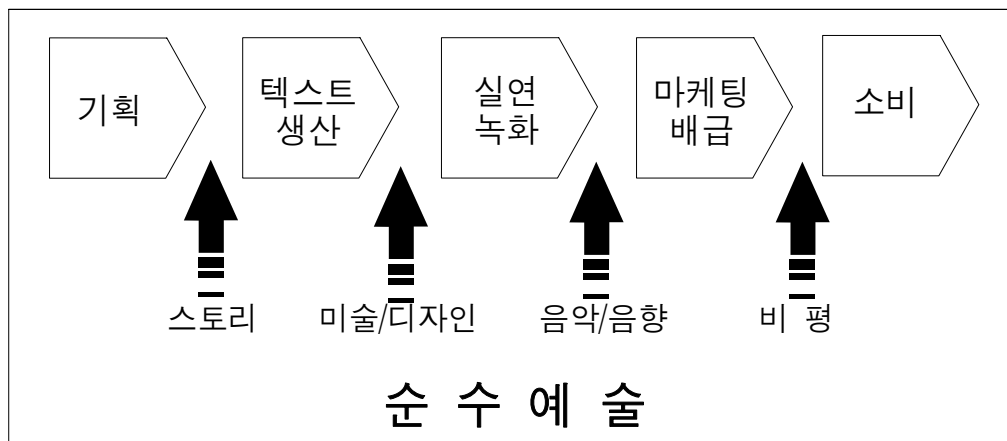 기획
텍스트
생산
실연
녹화
마케팅
배급
소비
스토리
미술/디자인
음악/음향
비 평
순 수 예 술